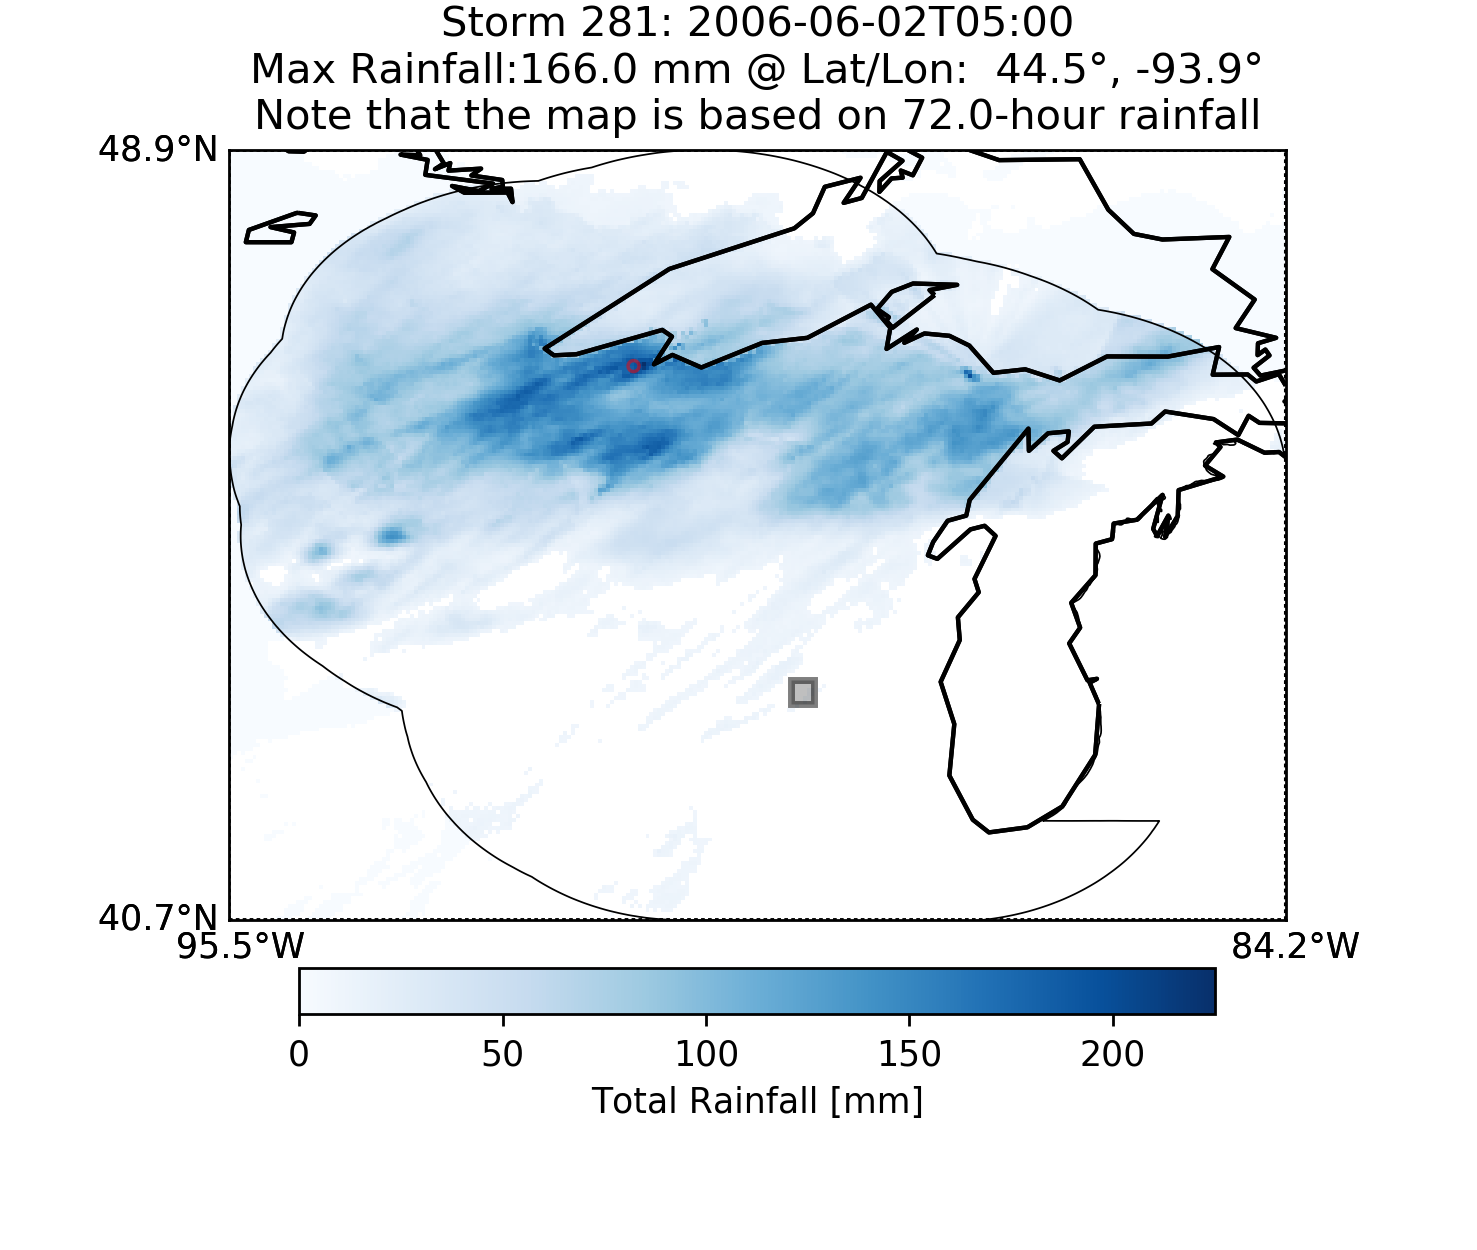 Storm 281: 2006-06-02T05:00
Max Rainfall:166.0 mm @ Lat/Lon:  44.5°, -93.9°
Note that the map is based on 72.0-hour rainfall
48.9°N
40.7°N
95.5°W 84.2°W
0 50 100 150 200
Total Rainfall [mm]